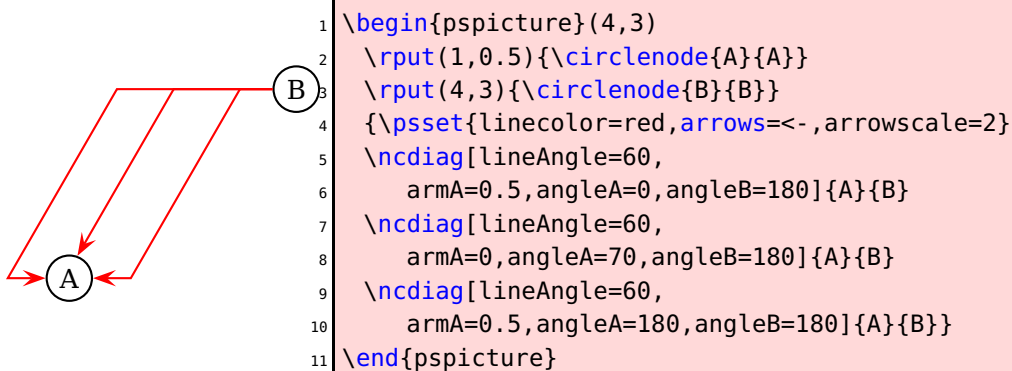 B
A
1 \begin{pspicture}(4,3)
2 \rput(1,0.5){\circlenode{A}{A}}
3 \rput(4,3){\circlenode{B}{B}}
4 {\psset{linecolor=red,arrows=<-,arrowscale=2}
5 \ncdiag[lineAngle=60,
6 armA=0.5,angleA=0,angleB=180]{A}{B}
7 \ncdiag[lineAngle=60,
8 armA=0,angleA=70,angleB=180]{A}{B}
9 \ncdiag[lineAngle=60,
10 armA=0.5,angleA=180,angleB=180]{A}{B}}
11 \end{pspicture}